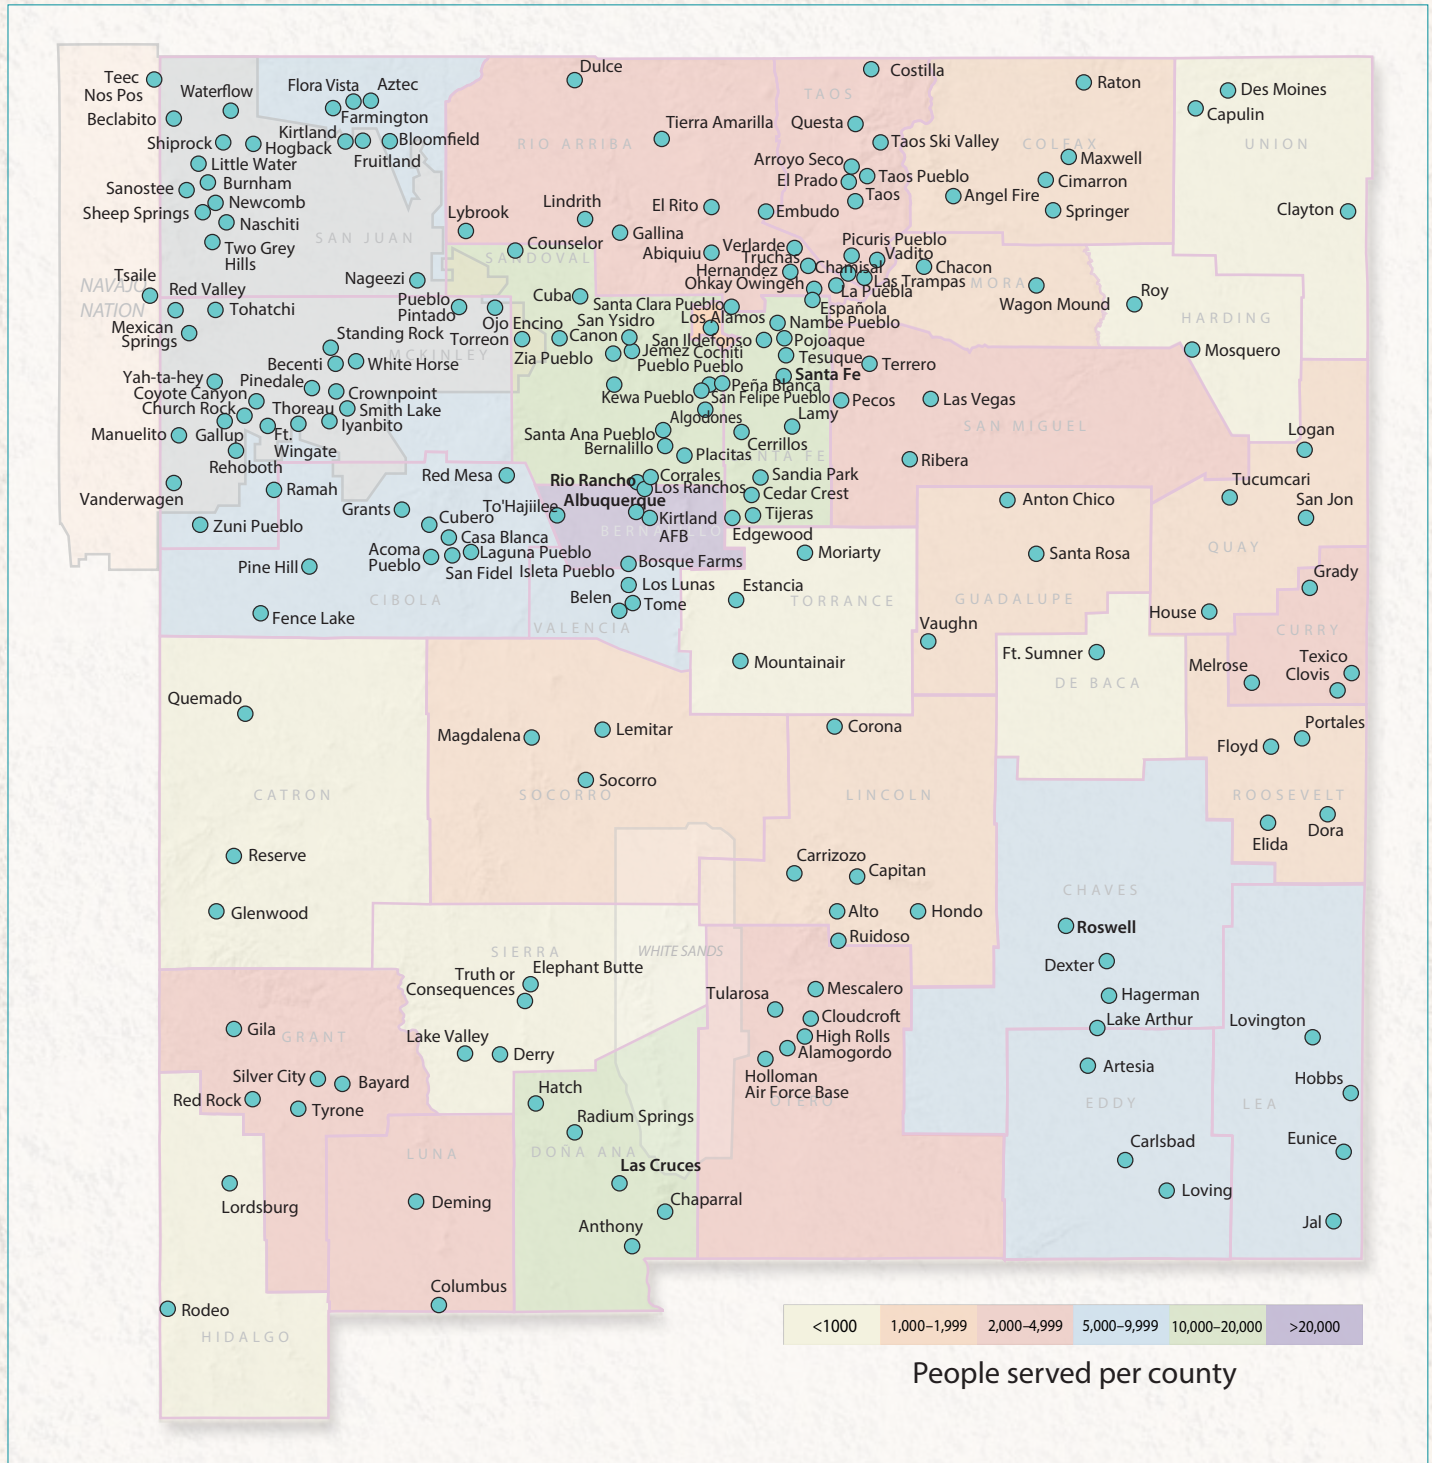 Teec
Nos Pos
Waterflow
Beclabito
Flora Vista
Aztec
Farmington
Shiprock
Hogback
Kirtland
Fruitland
Bloomfield
Little Water
Sanostee
Burnham
Newcomb
Sheep Springs
Naschiti
Two Grey
Hills
SAN JUAN
Nageezi
Dulce
Tierra Amarilla
RIO ARRIBA
Lybrook
Lindrith
Gallina
El Rito
Abiquiu
Embudo
Counselor
SANDOVAL
Costilla
TAOS
Questa
Taos Ski Valley
Arroyo Seco
El Prado
Taos Pueblo
Taos
Raton
COLFAX
Maxwell
Cimarron
Angel Fire
Springer
Des Moines
Capulin
UNION
Clayton
Tsaile
NAVAJO
NATION
Red Valley
Tohatchi
Mexican
Springs
Pueblo
Pintado
Ojo Encino
Standing Rock
MCKINLEY
Becenti
White Horse
Yah-ta-hey
Pinedale
Coyote Canyon
Crownpoint
Church Rock
Thoreau
Smith Lake
Iyanbito
Manuelito
Gallup
Ft.
Wingate
Rehoboth
Vanderwagen
Ramah
Zuni Pueblo
Verlarde
Truchas
Picuris Pueblo
Vadito
Hernandez
Chamisal
Chacon
Ohkay Owingeh
Las Trampas
La Puebla
MORA
Wagon Mound
Roy
HARDING
Mosquero
Cuba
Santa Clara Pueblo
Española
Los Alamos
Nambe Pueblo
San Ysidro
Torreon
Canon
San Ildefonso
Pojoaque
Zia Pueblo
Jemez
Pueblo
Cochiti
Pueblo
Tesuque
Terrero
Santa Fe
Peña Blanca
Kewa Pueblo
San Felipe Pueblo
Pecos
Las Vegas
Algodones
Lamy
SAN MIGUEL
Santa Ana Pueblo
Cerrillos
Bernalillo
Placitas
SANTA FE
Ribera
Logan
Tucumcari
San Jon
QUAY
Red Mesa
Rio Rancho
Corrales
Los Ranchos
Sandia Park
Cedar Crest
To'Hajiilee
Albuquerque
Kirtland
AFB
Tijeras
BERNALILLO
Edgewood
Moriarty
Anton Chico
Santa Rosa
GUADALUPE
Grants
Cubero
Casa Blanca
Acoma
Pueblo
Laguna Pueblo
San Fidel
Isleta Pueblo
Bosque Farms
Pine Hill
Los Lunas
Belen
Tome
Fence Lake
CIBOLA
VALENCIA
Estancia
TORRANCE
Mountainair
Vaughn
House
Grady
CURRY
Ft. Sumner
DE BACA
Melrose
Texico
Clovis
Portales
Floyd
ROOSEVELT
Elida
Dora
Quemado
CATRON
Reserve
Glenwood
Magdalena
Lemitar
Socorro
SOCORRO
Corona
LINCOLN
Carrizozo
Capitan
Alto
Hondo
Ruidoso
CHAVES
Roswell
Dexter
Hagerman
Lake Arthur
SIERRA
WHITE SANDS
Elephant Butte
Truth or
Consequences
Lake Valley
Derry
Tularosa
Mescalero
Cloudcroft
High Rolls
Alamogordo
Holloman
Air Force Base
OTERO
Gila
GRANT
Silver City
Bayard
Red Rock
Tyrone
Hatch
Radium Springs
DOÑA ANA
Las Cruces
Chaparral
Anthony
LUNA
Deming
Columbus
Lordsburg
Rodeo
HIDALGO
Artesia
EDDY
Carlsbad
Loving
Lovington
Hobbs
LEA
Eunice
Jal
<1000
1,000–1,999
2,000–4,999
5,000–9,999
10,000–20,000
>20,000
People served per county